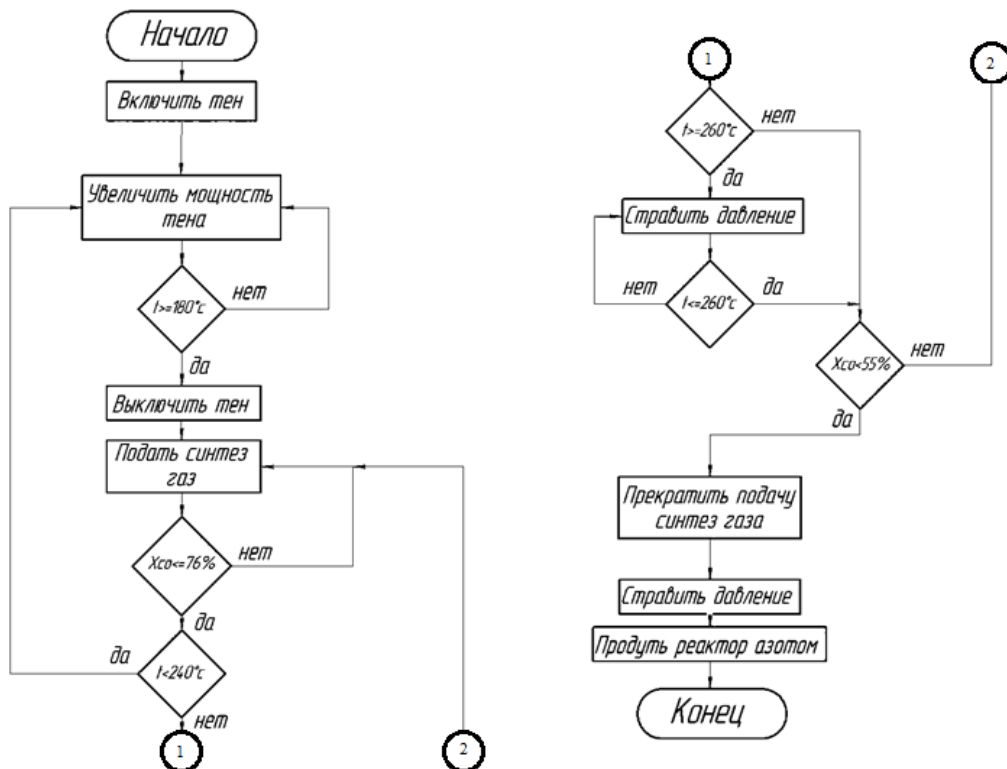 Начало
Включить тен
Увеличить мощность
тена
t>=180°c
нет
да
Выключить тен
Подать синтез
газ
Xco<=76%
нет
да
t<240°c
да
нет
1
2
1
2
t>=260°c
нет
да
Стравить давление
t<=260°c
нет
да
Xco<55%
нет
да
Прекратить подачу
синтез газа
Стравить давление
Продуть реактор азотом
Конец